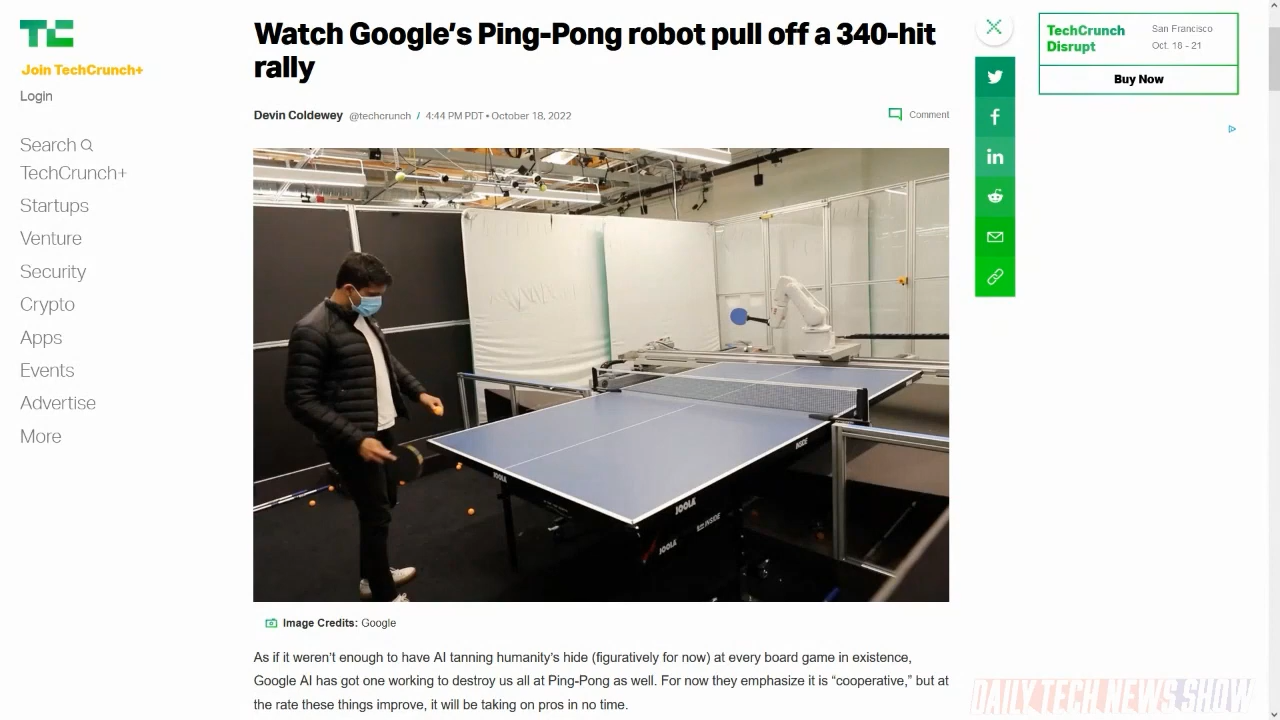 TC
Join TechCrunch+
Login
Search
TechCrunch+
Startups
Venture
Security
Crypto
Apps
Events
Advertise
More
Watch Google’s Ping-Pong robot pull off a 340-hit
rally
Devin Coldewey @techcrunch / 4:44 PM PDT • October 18, 2022
Comment
JOOLA
INSIDE
JOOLA
INSIDE
JOOLA
Image Credits: Google
As if it weren’t enough to have AI tanning humanity’s hide (figuratively for now) at every board game in existence,
Google AI has got one working to destroy us all at Ping-Pong as well. For now they emphasize it is “cooperative,” but at
the rate these things improve, it will be taking on pros in no time.
TechCrunch
Disrupt
San Francisco
Oct. 18 - 21
Buy Now
DAILY TECH NEWS SHOW